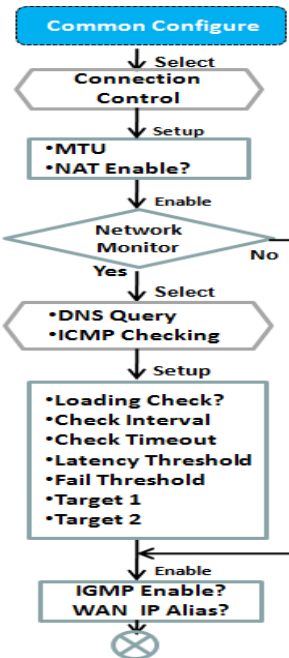 Common Configure
Select
Connection
Control
Setup
•MTU
•NAT Enable?
Enable
Network
Monitor
No
Yes
Select
•DNS Query
•ICMP Checking
Setup
•Loading Check?
•Check Interval
•Check Timeout
•Latency Threshold
•Fail Threshold
•Target 1
•Target 2
Enable
IGMP Enable?
WAN IP Alias?